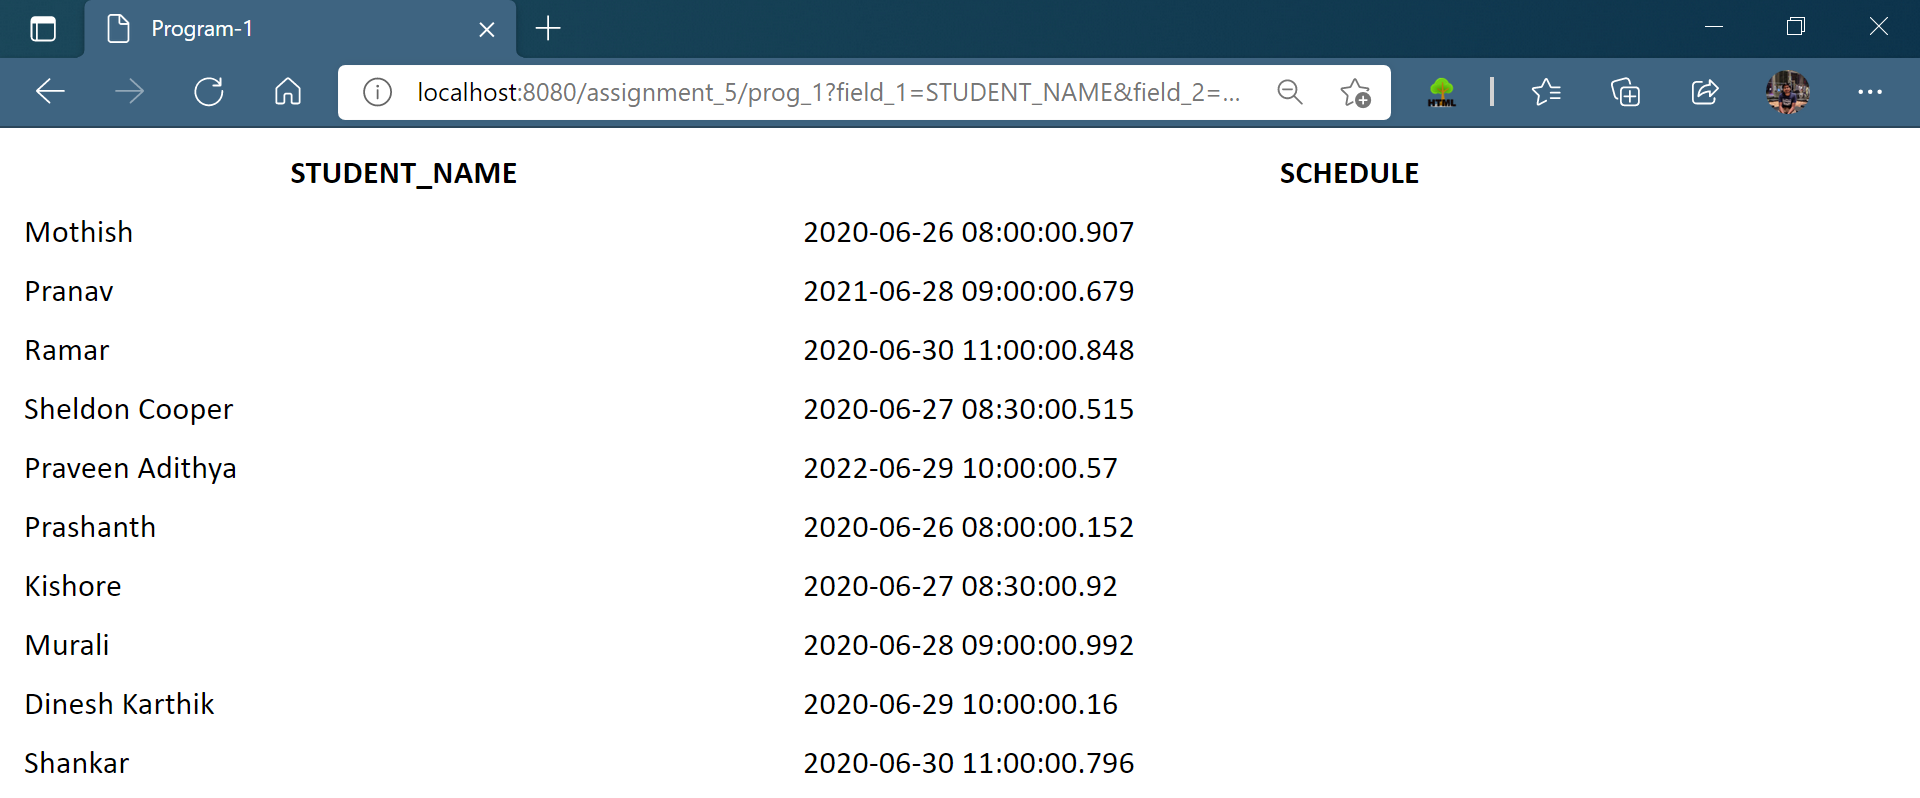 Program-1
localhost:8080/assignment_5/prog_1?field_1=STUDENT_NAME&field_2=...
HTML
STUDENT_NAME SCHEDULE
Mothish 2020-06-26 08:00:00.907
Pranav 2021-06-28 09:00:00.679
Ramar 2020-06-30 11:00:00.848
Sheldon Cooper 2020-06-27 08:30:00.515
Praveen Adithya 2022-06-29 10:00:00.57
Prashanth 2020-06-26 08:00:00.152
Kishore 2020-06-27 08:30:00.92
Murali 2020-06-28 09:00:00.992
Dinesh Karthik 2020-06-29 10:00:00.16
Shankar 2020-06-30 11:00:00.796